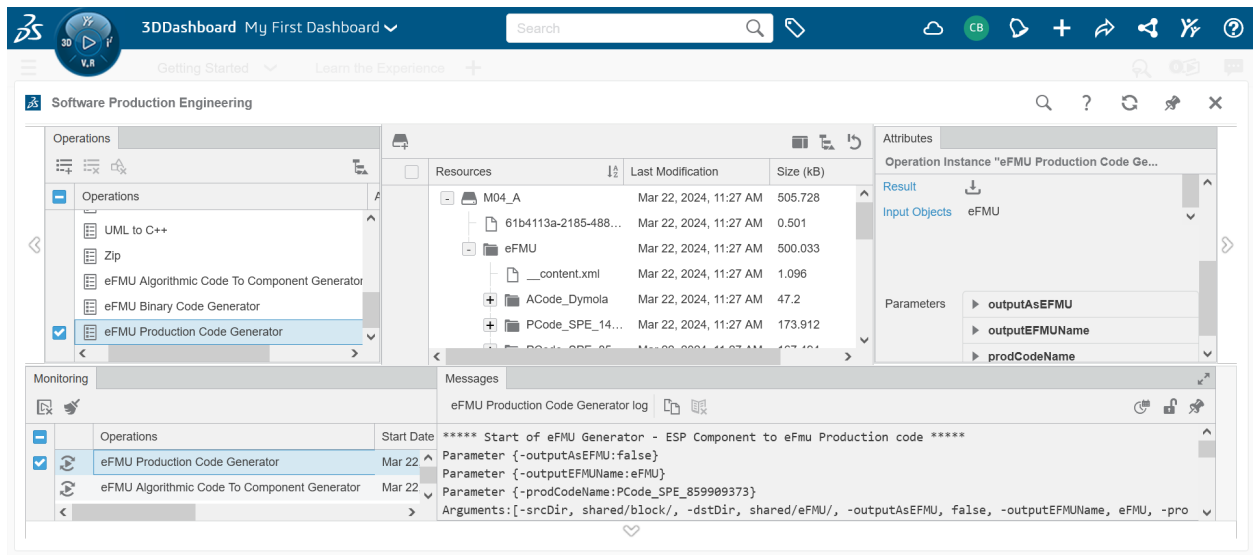 3DDashboard My First Dashboard
Search
CB
3D
V,R
Getting Started
Learn the Experience
Software Production Engineering
Operations
Operations
UML to C++
Zip
eFMU Algorithmic Code To Component Generator
eFMU Binary Code Generator
eFMU Production Code Generator
Resources Last Modification Size (kB)
M04_A Mar 22, 2024, 11:27 AM 505.728
61b4113a-2185-488... Mar 22, 2024, 11:27 AM 0.501
eFMU Mar 22, 2024, 11:27 AM 500.033
__content.xml Mar 22, 2024, 11:27 AM 1.096
ACode_Dymola Mar 22, 2024, 11:27 AM 47.2
PCode_SPE_14... Mar 22, 2024, 11:27 AM 173.912
Attributes
Operation Instance "eFMU Production Code Ge...
Result
Input Objects eFMU
Parameters
outputAsEFMU
outputEFMUName
prodCodeName
Monitoring
Operations Start Date
eFMU Production Code Generator Mar 22
eFMU Algorithmic Code To Component Generator Mar 22
Messages
eFMU Production Code Generator log
***** Start of eFMU Generator - ESP Component to eFmu Production code *****
Parameter {-outputAsEFMU:false}
Parameter {-outputEFMUName:eFMU}
Parameter {-prodCodeName:PCode_SPE_859909373}
Arguments:[-srcDir, shared/block/, -dstDir, shared/eFMU/, -outputAsEFMU, false, -outputEFMUName, eFMU, -pro